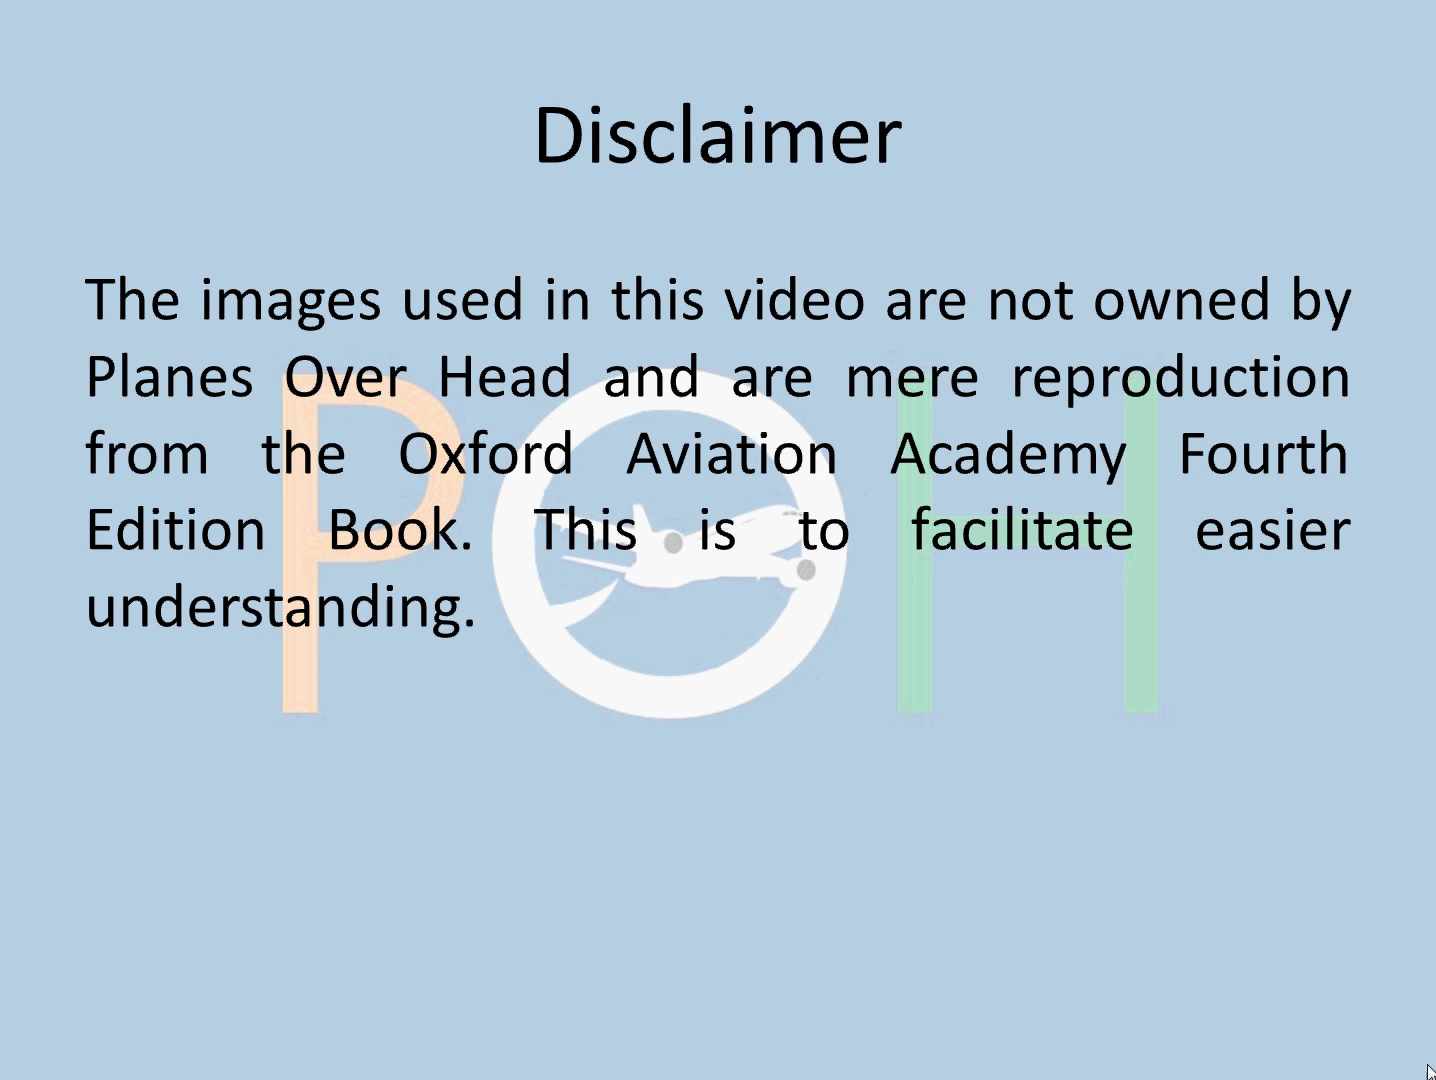 Disclaimer
The images used in this video are not owned by
Planes Over Head and are mere reproduction
from the Oxford Aviation Academy Fourth
Edition Book. This is to facilitate easier
understanding.
POH